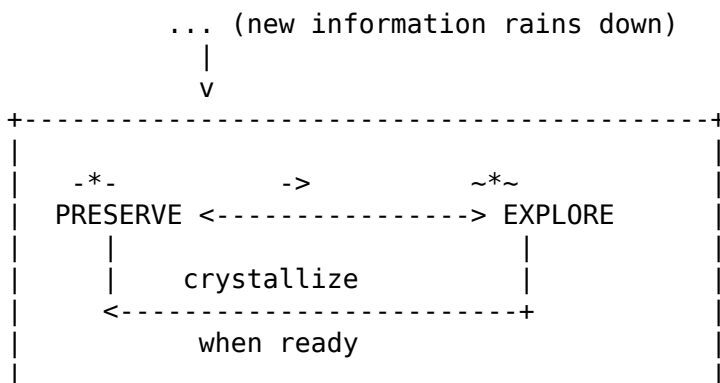 ... (new information rains down)
|
v
+-------------------------------------------+
| |
| -*- -> ~*~ |
| PRESERVE <----------------> EXPLORE |
| | | |
| | crystallize | |
| <-------------------------+ |
| when ready |
| |